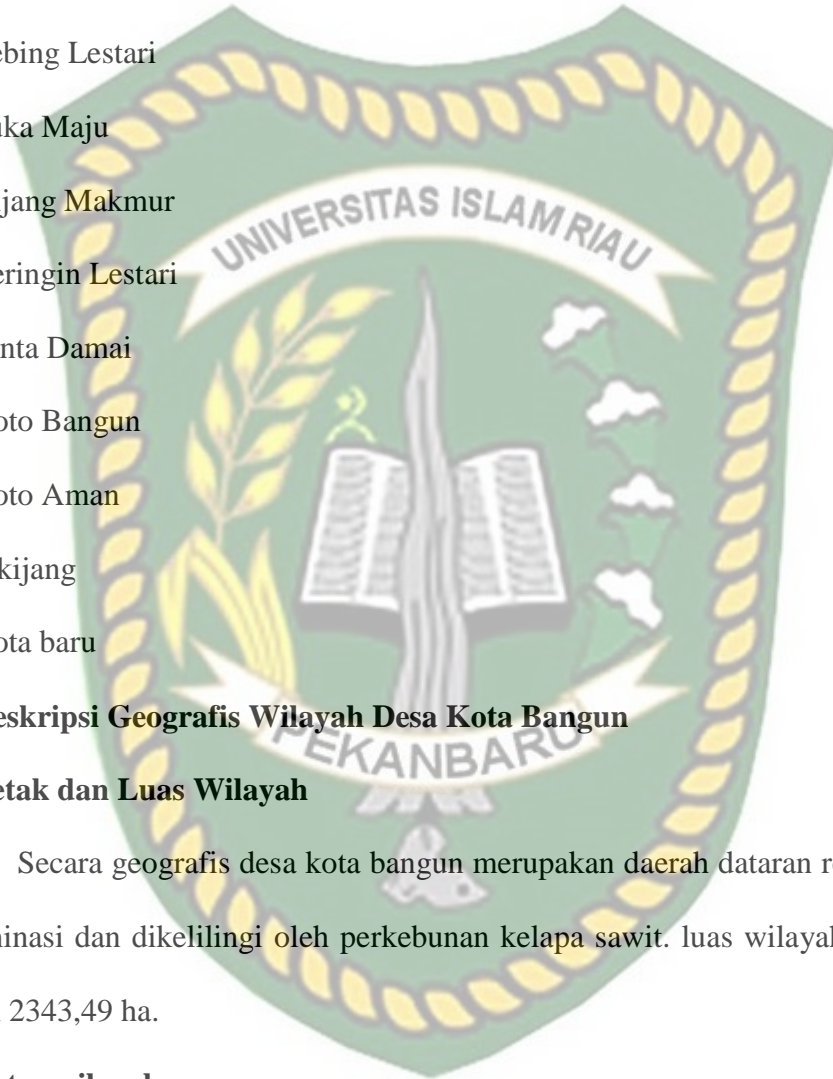 ebing Lestari
uka Maju
jang Makmur
UNIVERSITAS ISLAM RIAU
eringin Lestari
nta Damai
oto Bangun
oto Aman
kijang
ota baru
eskripsi Geografis Wilayah Desa Kota Bangun
PEKANBARU
etak dan Luas Wilayah
Secara geografis desa kota bangun merupakan daerah dataran r
inasi dan dikelilingi oleh perkebunan kelapa sawit. luas wilayah
2343,49 ha.